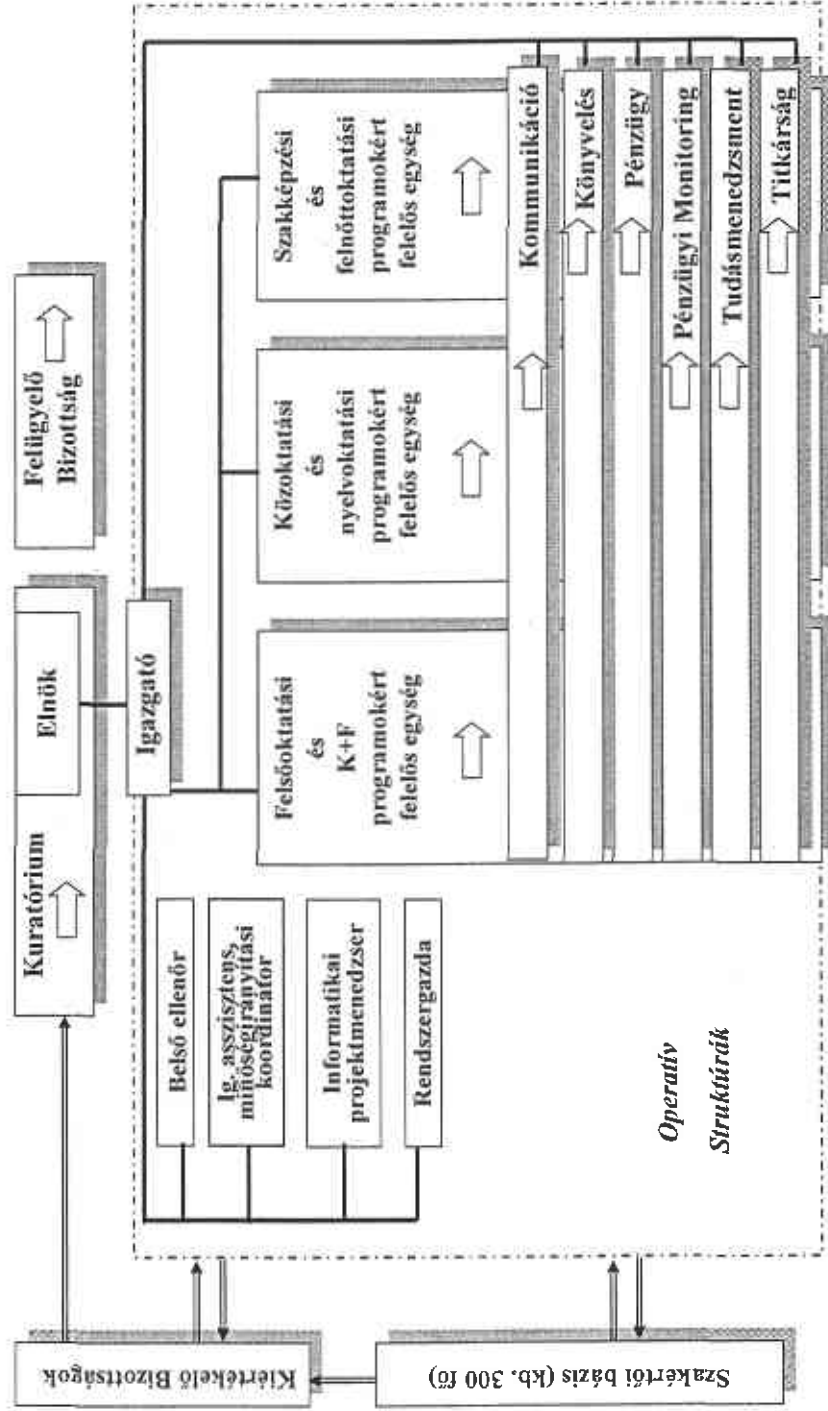 Kuratórium
Elnök
Felügyelő
Bizottság
Igazgató
Belső ellenőr
Ig. asszisztens,
minőségirányítási
koordinátor
Informatikai
projektmenedzser
Rendszergazda
Felsőoktatási
és
K+F
programokért
felelős egység
Közoktatási
és
nyelvoktatási
programokért
felelős egység
Szakképzési
és
felnőttoktatási
programokért
felelős egység
Kommunikáció
Könyvelés
Pénzügy
Pénzügyi Monitoring
Tudásmenedzsment
Titkárság
Operatív
Struktúrák
Kiértékelő Bizottságok
Szakértői bázis (kb. 300 fő)